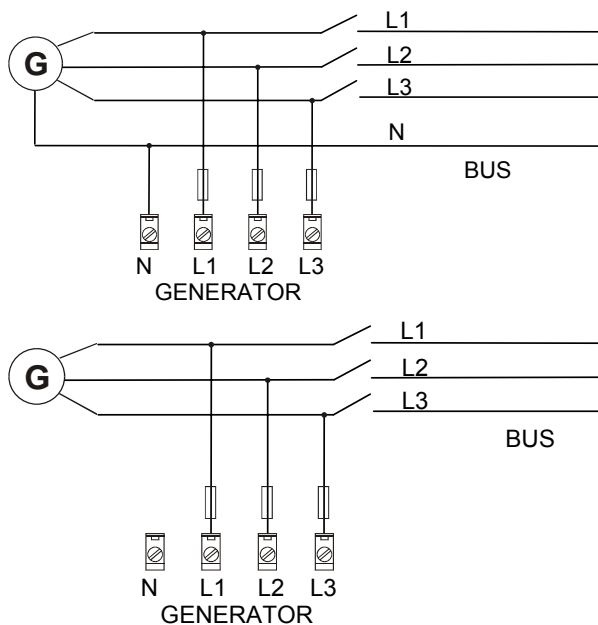 L1
G
L2
L3
N
BUS
N L1 L2 L3
GENERATOR
L1
G
L2
L3
BUS
N L1 L2 L3
GENERATOR